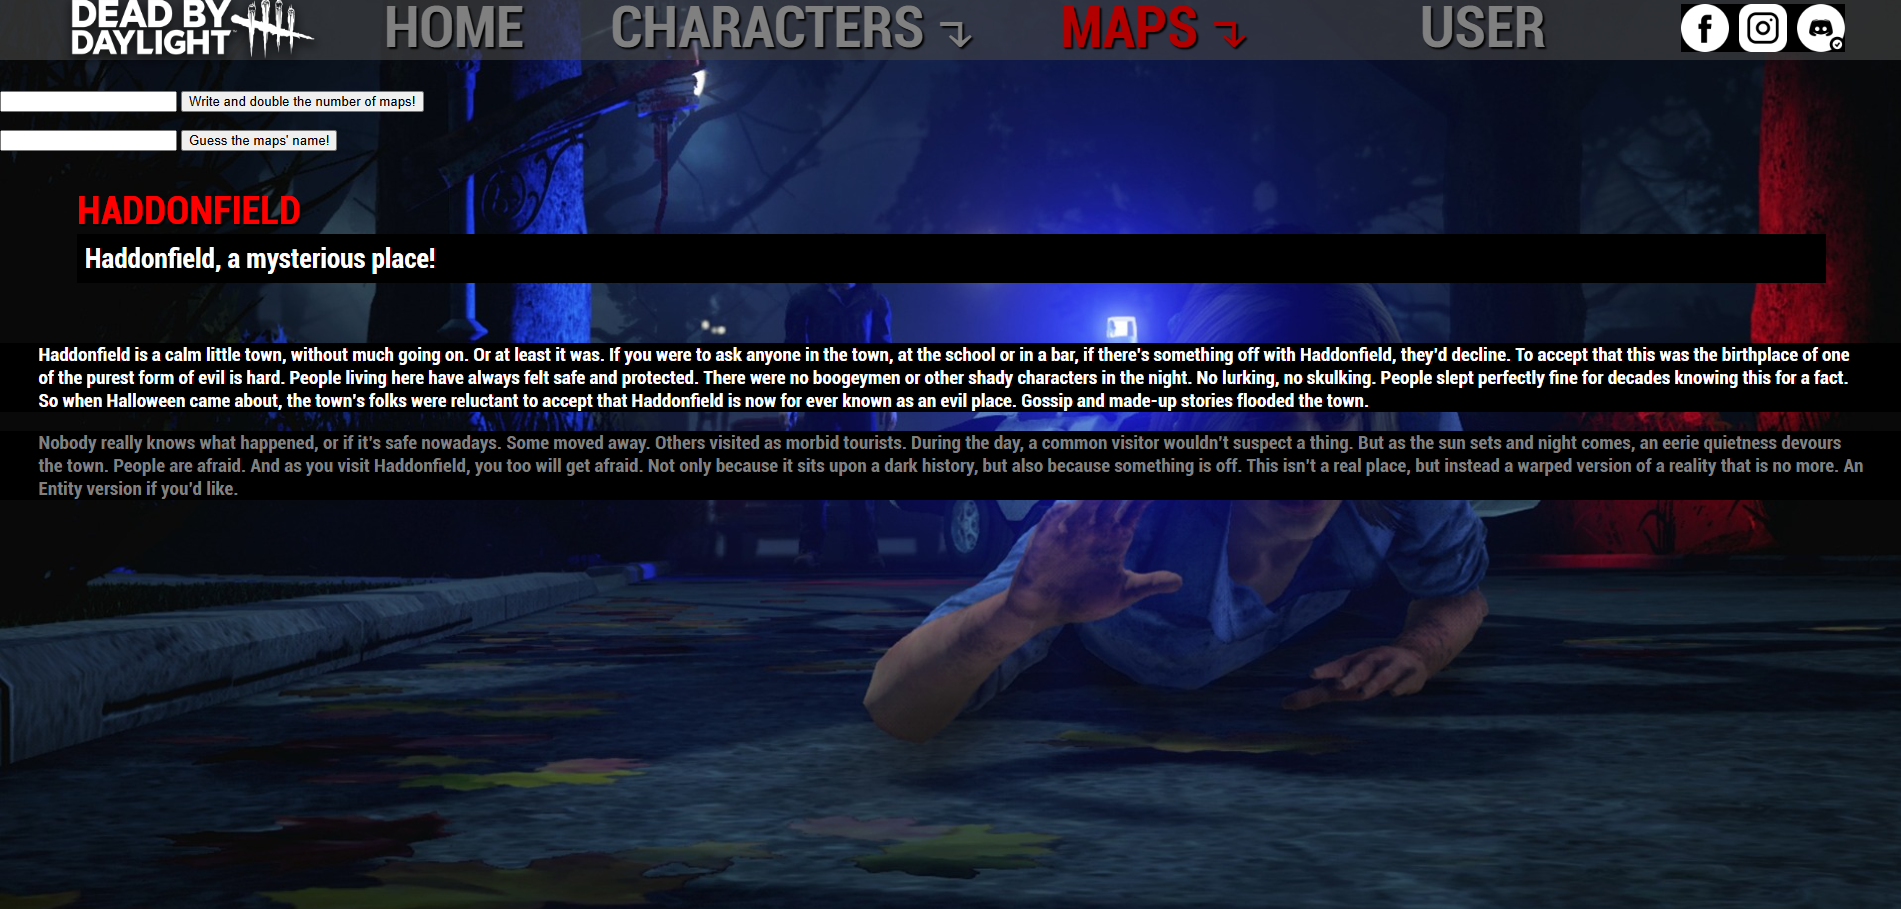 DEAD BY
DAYLIGHT™
HOME CHARACTERS ↴ MAPS ↴ USER
Write and double the number of maps!
Guess the maps' name!
HADDONFIELD
Haddonfield, a mysterious place!
Haddonfield is a calm little town, without much going on. Or at least it was. If you were to ask anyone in the town, at the school or in a bar, if there's something off with Haddonfield, they'd decline. To accept that this was the birthplace of one
of the purest form of evil is hard. People living here have always felt safe and protected. There were no boogeymen or other shady characters in the night. No lurking, no skulking. People slept perfectly fine for decades knowing this for a fact.
So when Halloween came about, the town's folks were reluctant to accept that Haddonfield is now for ever known as an evil place. Gossip and made-up stories flooded the town.
Nobody really knows what happened, or if it's safe nowadays. Some moved away. Others visited as morbid tourists. During the day, a common visitor wouldn't suspect a thing. But as the sun sets and night comes, an eerie quietness devours
the town. People are afraid. And as you visit Haddonfield, you too will get afraid. Not only because it sits upon a dark history, but also because something is off. This isn't a real place, but instead a warped version of a reality that is no more. An
Entity version if you'd like.